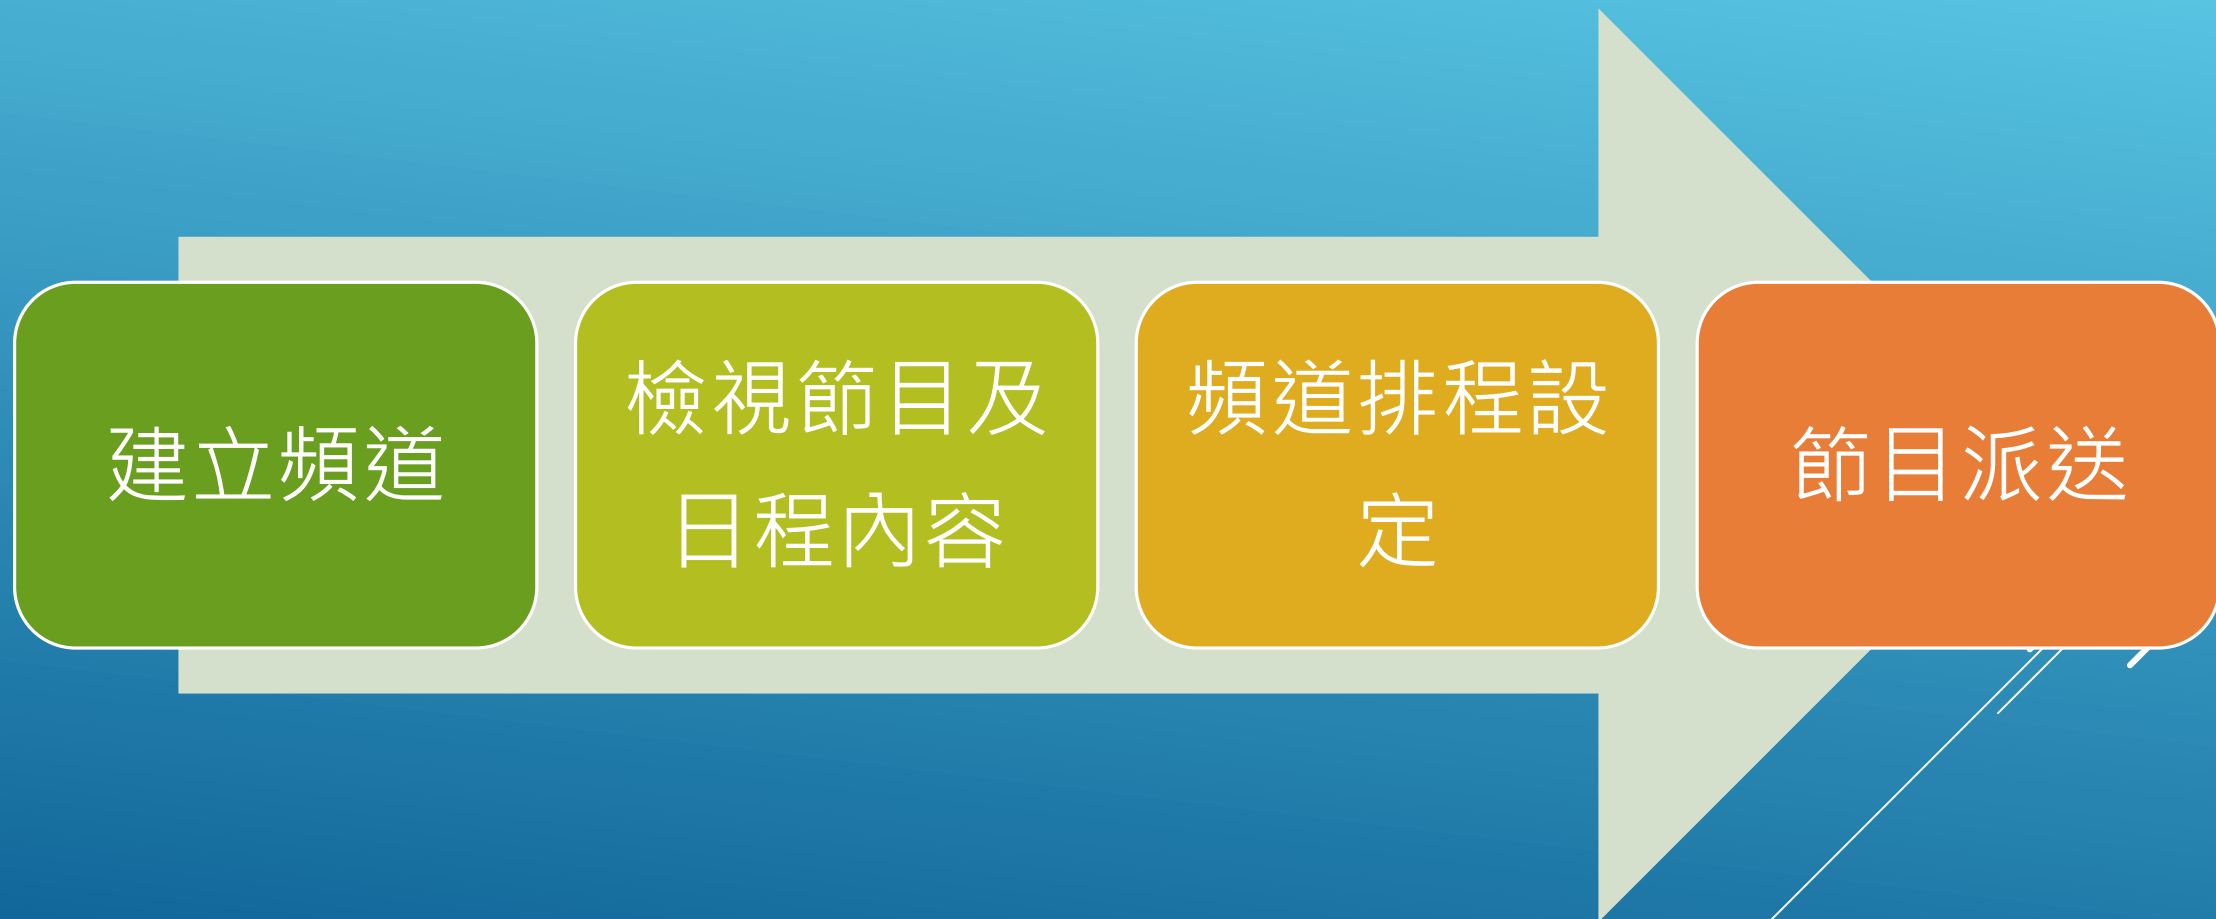 建立頻道
檢視節目及
日程內容
頻道排程設
定
節目派送